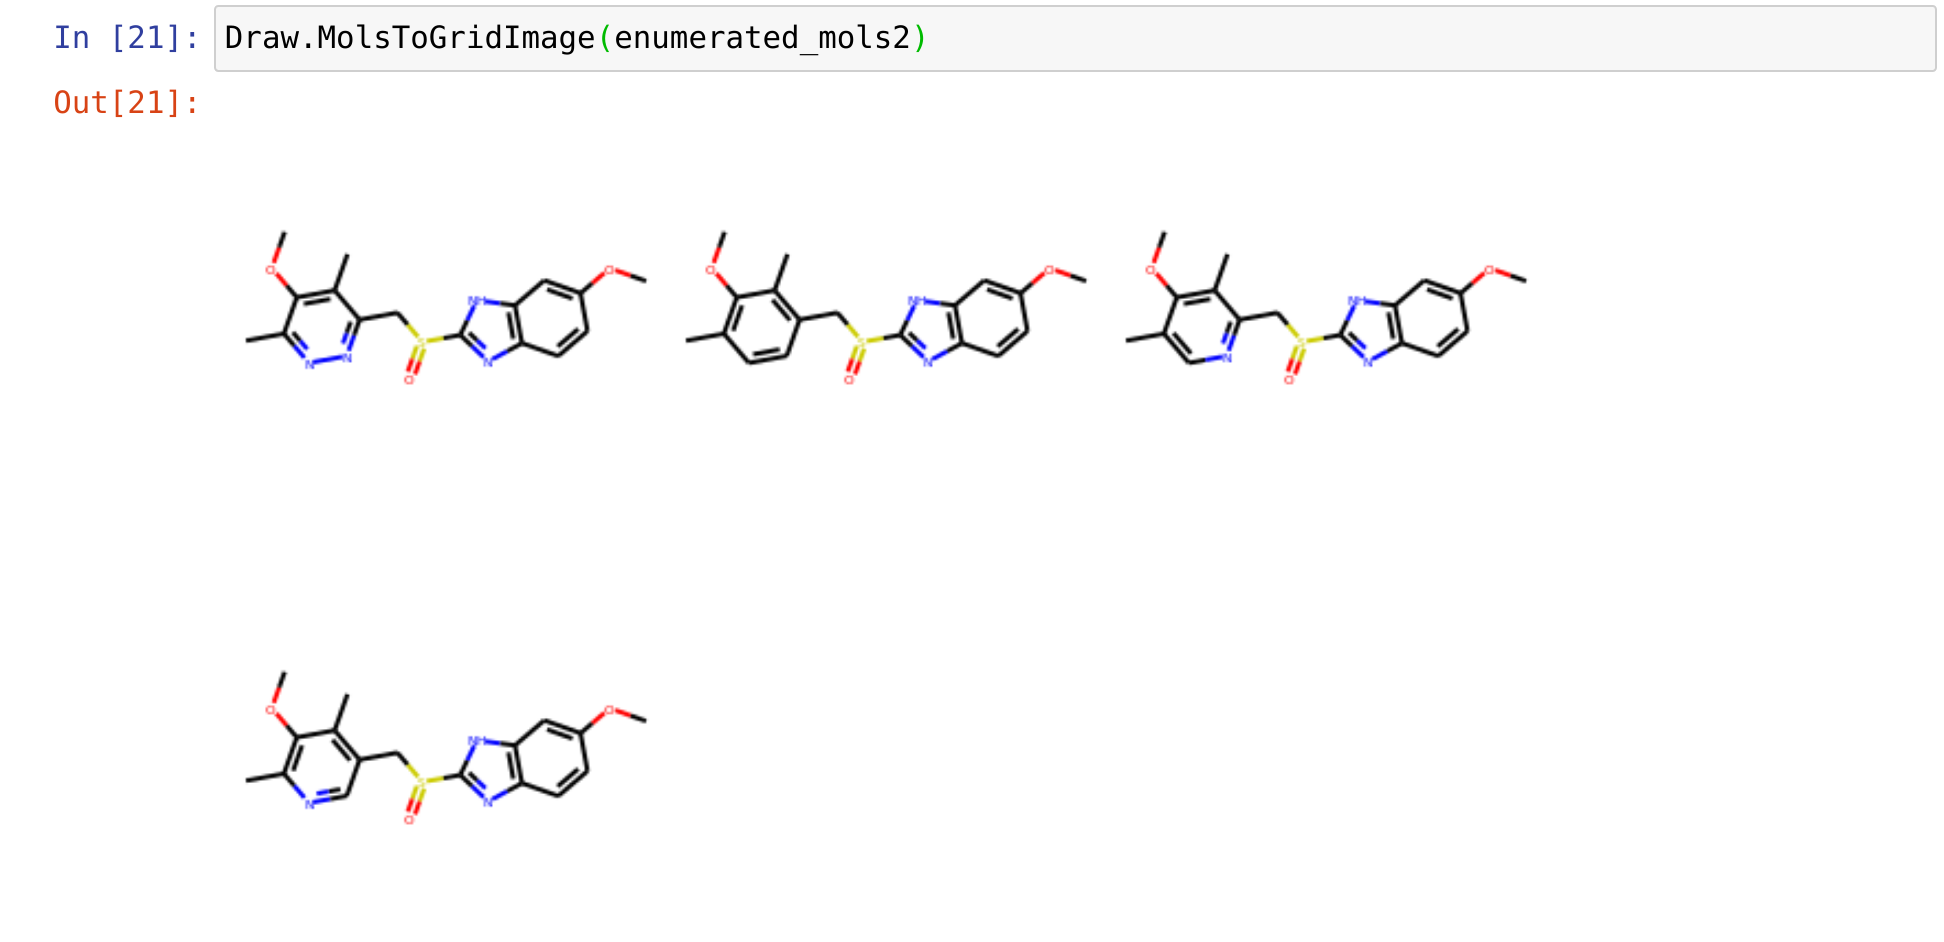 In [21]: Draw.MolsToGridImage(enumerated_mols2)
Out[21]:
O O NH S N N N O
O O NH S N O
O O NH S N N O
O O NH S N N O